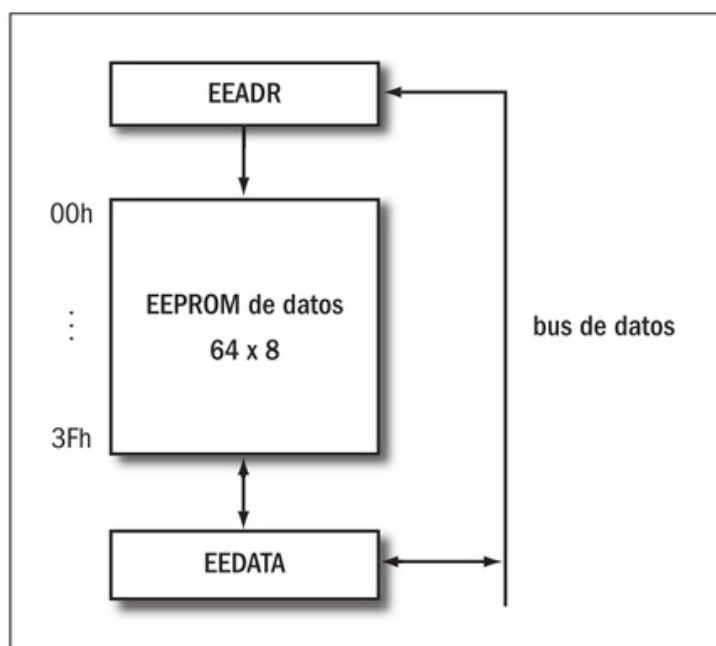 EEADR
00h
EEPROM de datos
64 x 8
⋮
bus de datos
3Fh
EEDATA